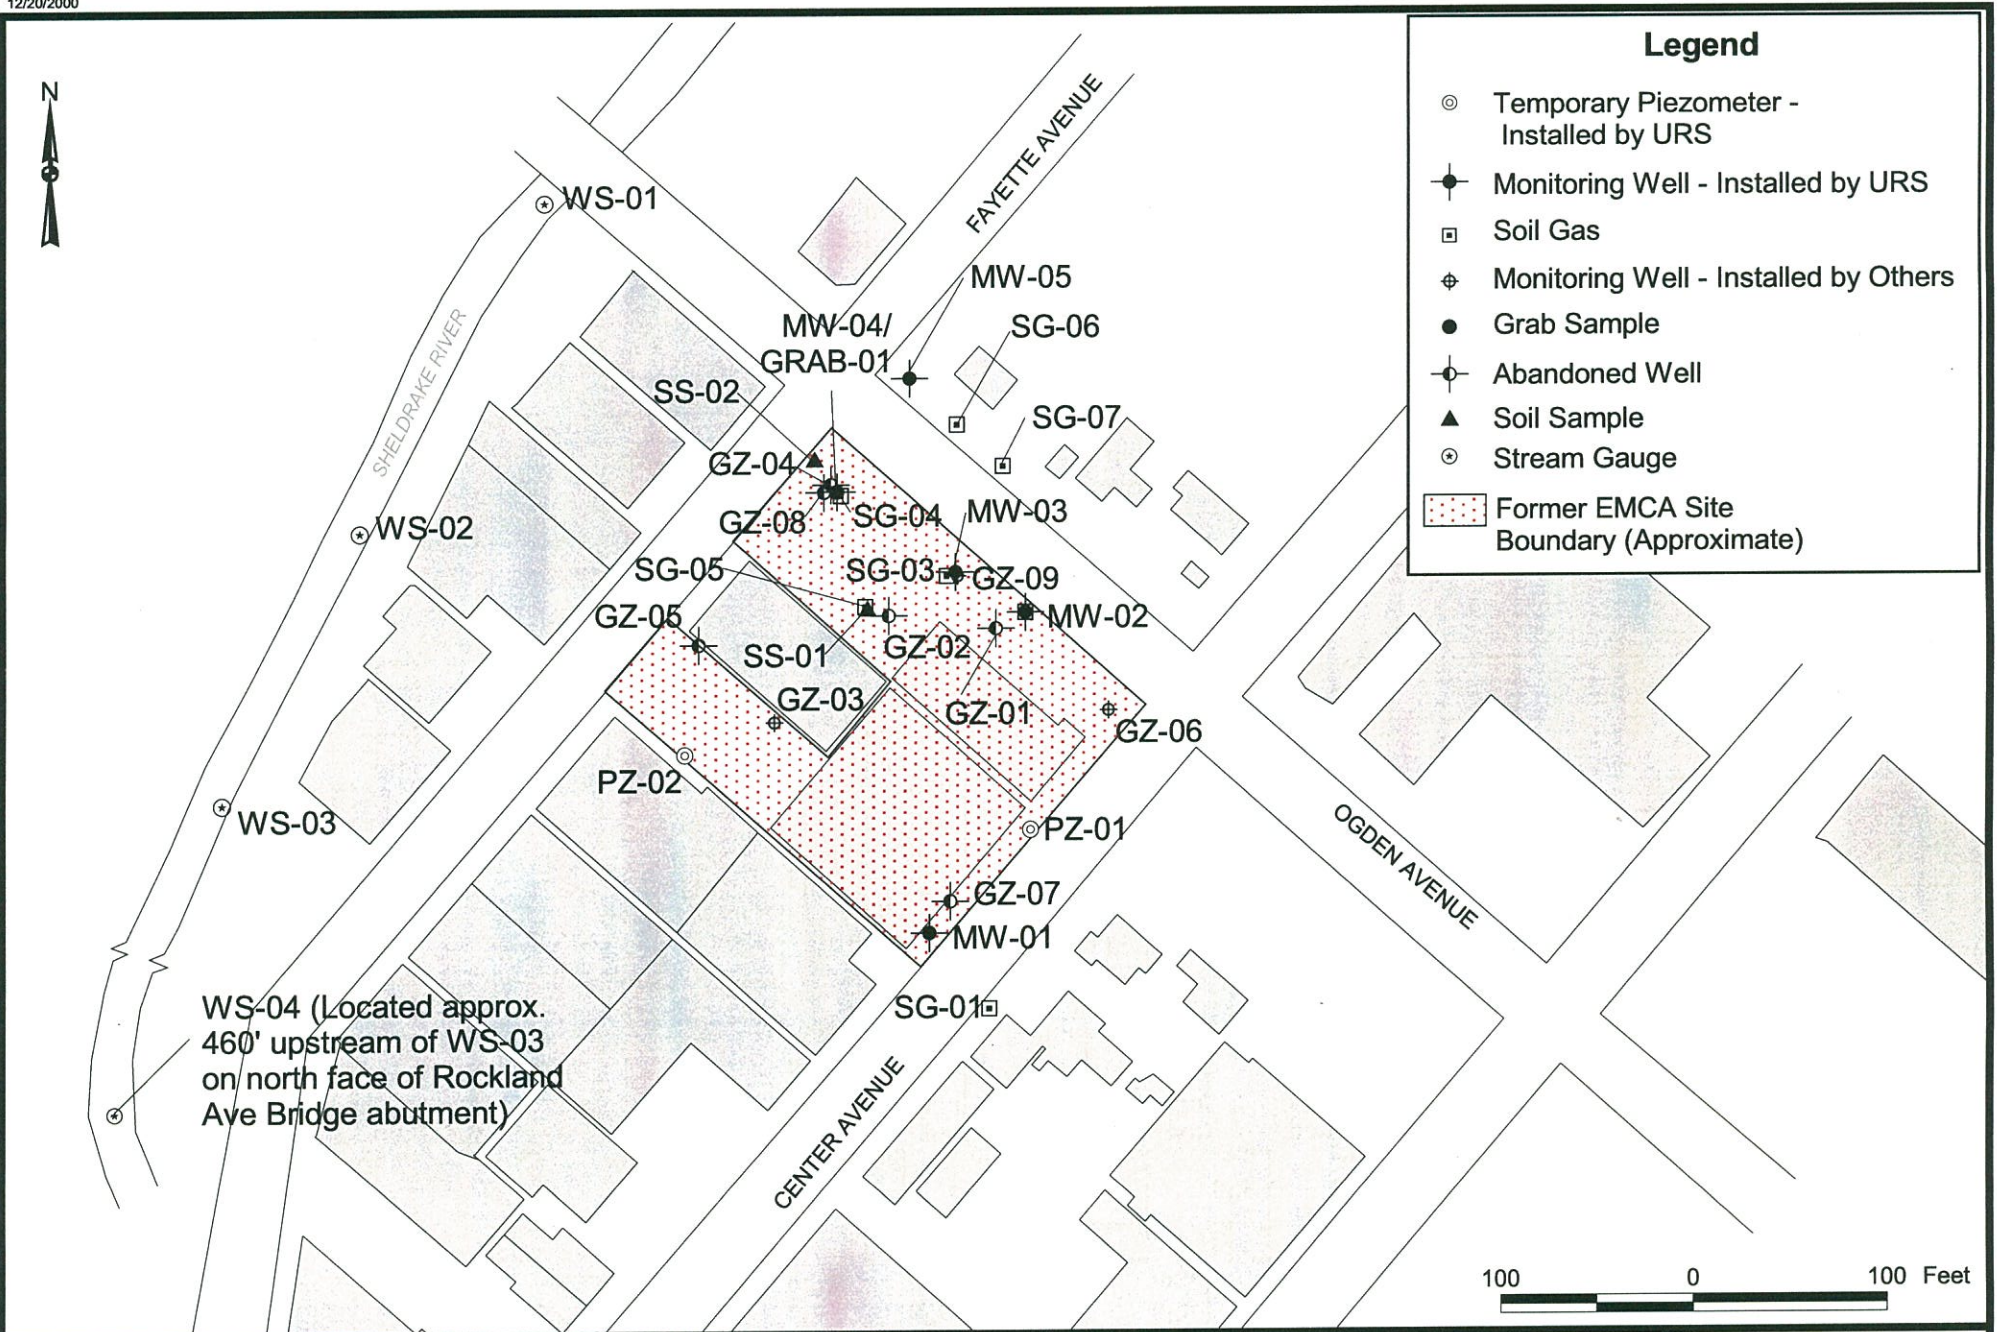 12/20/2000
Legend
Temporary Piezometer -
Installed by URS
Monitoring Well - Installed by URS
Soil Gas
Monitoring Well - Installed by Others
Grab Sample
Abandoned Well
Soil Sample
Stream Gauge
Former EMCA Site
Boundary (Approximate)
N
FAYETTE AVENUE
WS-01
SHELDRAKE RIVER
MW-05
MW-04/
GRAB-01
SG-06
SS-02
SG-07
GZ-04
GZ-08
SG-04
MW-03
WS-02
SG-05
SG-03
GZ-09
GZ-05
MW-02
SS-01
GZ-02
GZ-03
GZ-01
GZ-06
PZ-02
WS-03
PZ-01
OGDEN AVENUE
GZ-07
MW-01
SG-01
WS-04 (Located approx.
460' upstream of WS-03
on north face of Rockland
Ave Bridge abutment)
CENTER AVENUE
100 0 100 Feet